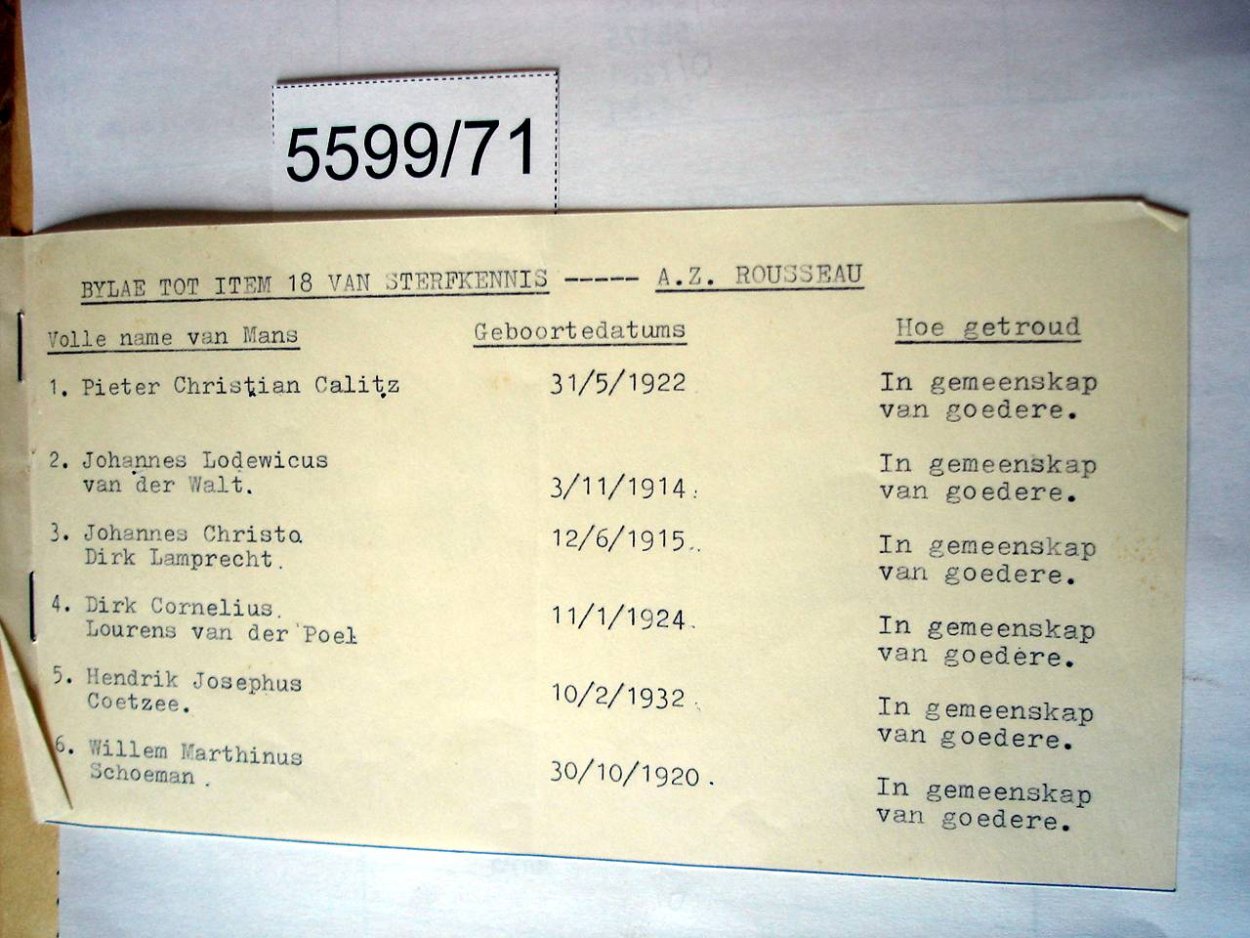 5599/71
BYLAE TOT ITEM 18 VAN STERFKENNIS ----- A.Z. ROUSSEAU
Volle name van Mans Geboortedatums Hoe getroud
1. Pieter Christian Calitz 31/5/1922 In gemeenskap
van goedere.
2. Johannes Lodewicus In gemeenskap
van der Walt. 3/11/1914. van goedere.
3. Johannes Christo 12/6/1915. In gemeenskap
Dirk Lamprecht. van goedere.
4. Dirk Cornelius. 11/1/1924. In gemeenskap
Lourens van der Poel van goedere.
5. Hendrik Josephus 10/2/1932. In gemeenskap
Coetzee. van goedere.
6. Willem Marthinus In gemeenskap
Schoeman. 30/10/1920. van goedere.